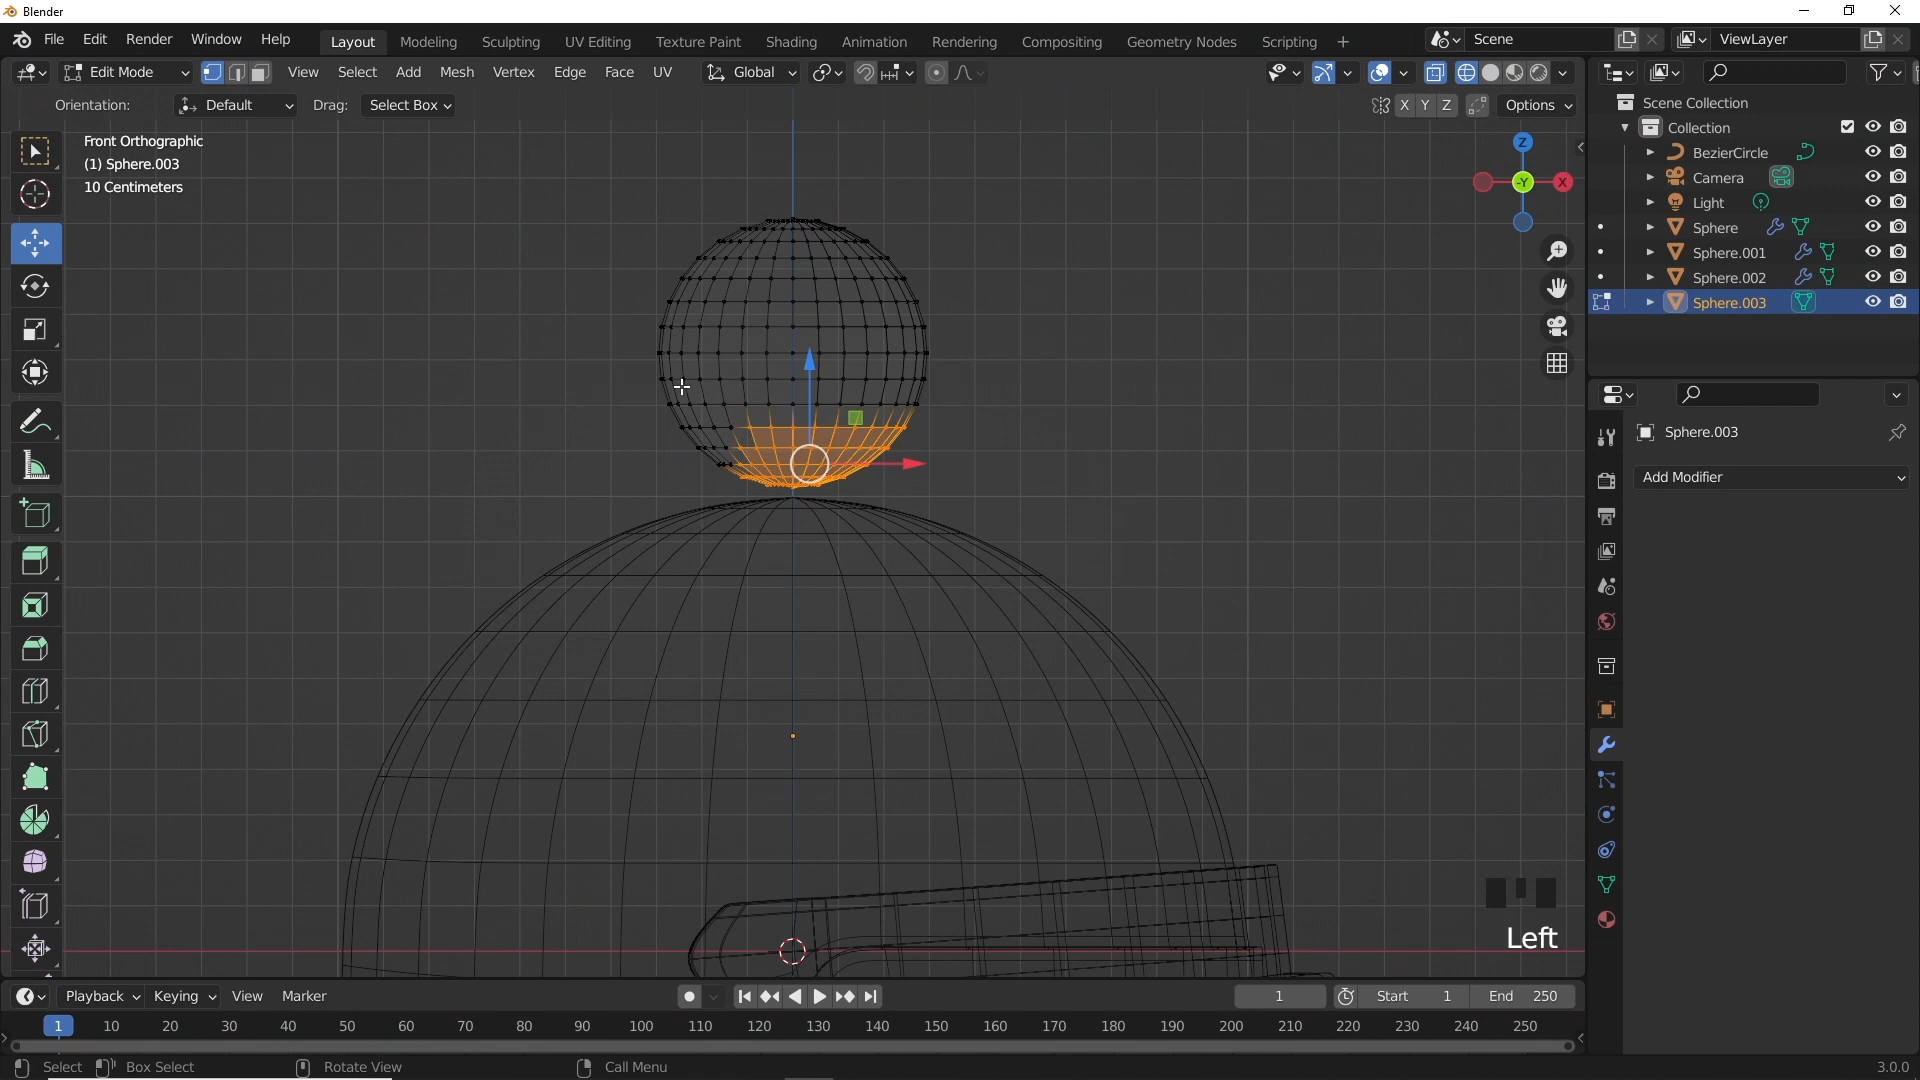 Blender
File Edit Render Window Help Layout Modeling Sculpting UV Editing Texture Paint Shading Animation Rendering Compositing Geometry Nodes Scripting + Scene ViewLayer
Edit Mode View Select Add Mesh Vertex Edge Face UV Global
Orientation: Default Drag: Select Box X Y Z Options
Front Orthographic
(1) Sphere.003
10 Centimeters
Z
-Y
X
Scene Collection
Collection
BezierCircle
Camera
Light
Sphere
Sphere.001
Sphere.002
Sphere.003
Sphere.003
Add Modifier
Left
Playback Keying View Marker 1 Start 1 End 250
1 10 20 30 40 50 60 70 80 90 100 110 120 130 140 150 160 170 180 190 200 210 220 230 240 250
Select Box Select Rotate View Call Menu 3.0.0